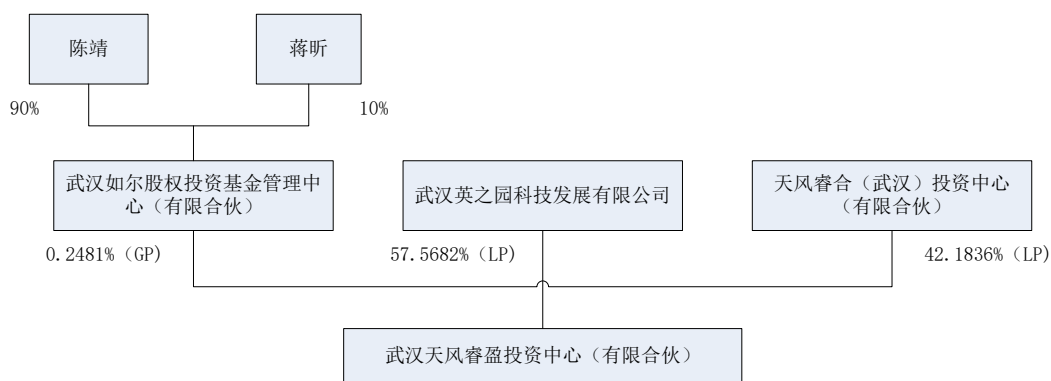 陈靖
蒋昕
90%
10%
武汉如尔股权投资基金管理中
心（有限合伙）
武汉英之园科技发展有限公司
天风睿合（武汉）投资中心
（有限合伙）
0.2481%（GP)
57.5682%（LP)
42.1836%（LP)
武汉天风睿盈投资中心（有限合伙）